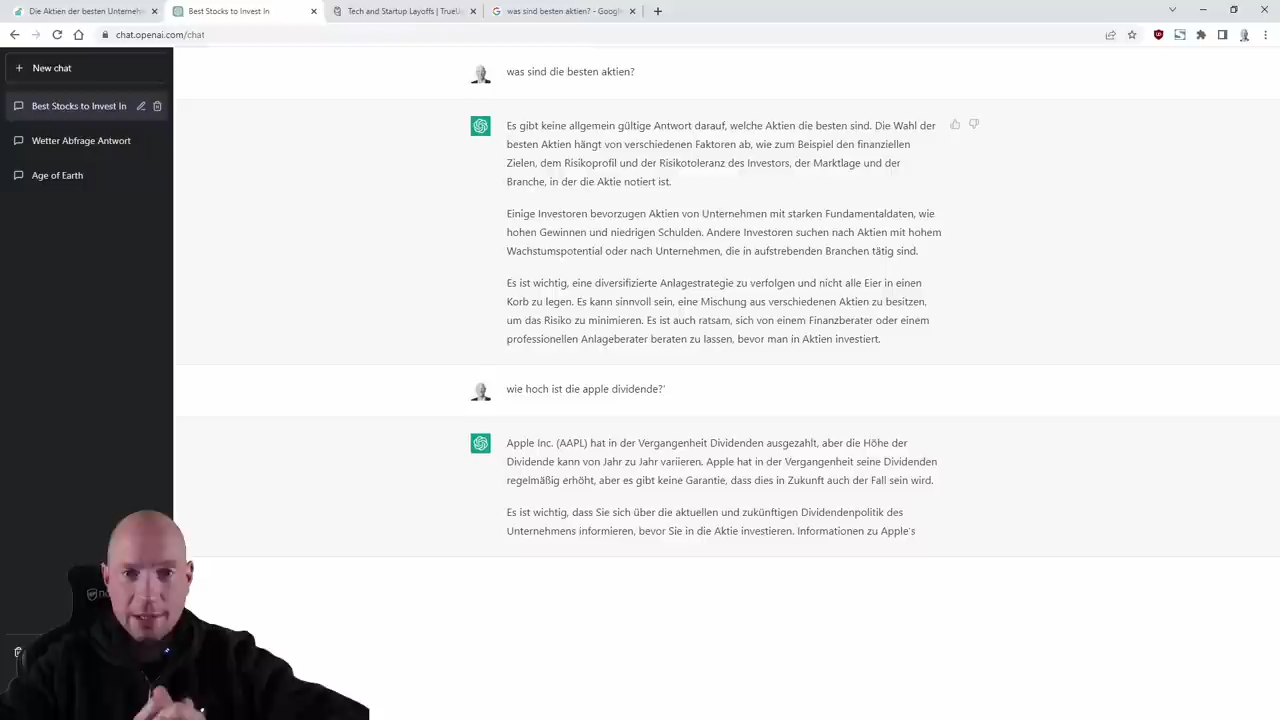 Die Aktien der besten Unternehm
Best Stocks to Invest In
Tech and Startup Layoffs | TrueU
was sind die besten aktien? - Google
chat.openai.com/chat
New chat
Best Stocks to Invest In
Wetter Abfrage Antwort
Age of Earth
was sind die besten aktien?
Es gibt keine allgemein gültige Antwort darauf, welche Aktien die besten sind. Die Wahl der
besten Aktien hängt von verschiedenen Faktoren ab, wie zum Beispiel den finanziellen
Zielen, dem Risikoprofil und der Risikotoleranz des Investors, der Marktlage und der
Branche, in der die Aktie notiert ist.
Einige Investoren bevorzugen Aktien von Unternehmen mit starken Fundamentaldaten, wie
hohen Gewinnen und niedrigen Schulden. Andere Investoren suchen nach Aktien mit hohem
Wachstumspotential oder nach Unternehmen, die in aufstrebenden Branchen tätig sind.
Es ist wichtig, eine diversifizierte Anlagestrategie zu verfolgen und nicht alle Eier in einen
Korb zu legen. Es kann sinnvoll sein, eine Mischung aus verschiedenen Aktien zu besitzen,
um das Risiko zu minimieren. Es ist auch ratsam, sich von einem Finanzberater oder einem
professionellen Anlageberater beraten zu lassen, bevor man in Aktien investiert.
wie hoch ist die apple dividende?'
Apple Inc. (AAPL) hat in der Vergangenheit Dividenden ausgezahlt, aber die Höhe der
Dividende kann von Jahr zu Jahr variieren. Apple hat in der Vergangenheit seine Dividenden
regelmäßig erhöht, aber es gibt keine Garantie, dass dies in Zukunft auch der Fall sein wird.
Es ist wichtig, dass Sie sich über die aktuellen und zukünftigen Dividendenpolitik des
Unternehmens informieren, bevor Sie in die Aktie investieren. Informationen zu Apple's